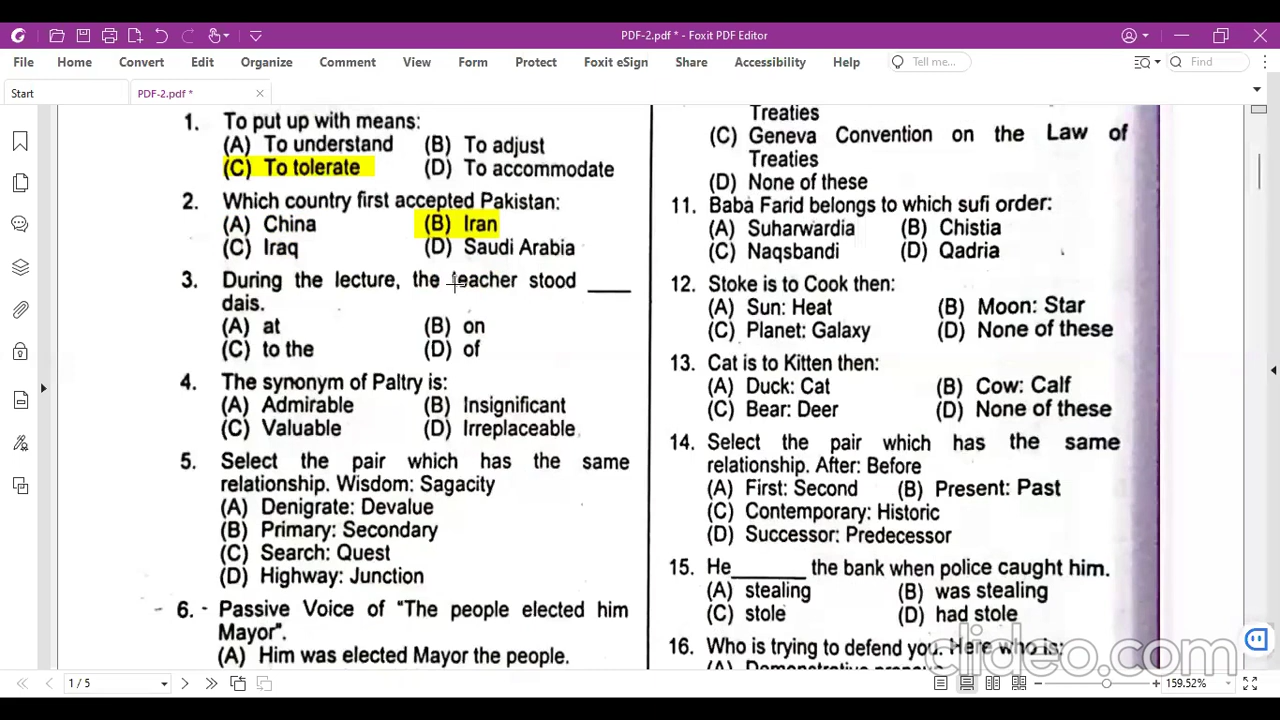 PDF-2.pdf * - Foxit PDF Editor
File Home Convert Edit Organize Comment View Form Protect Foxit eSign Share Accessibility Help Tell me... Find
Start PDF-2.pdf *
1. To put up with means:
(A) To understand (B) To adjust
(C) To tolerate (D) To accommodate
2. Which country first accepted Pakistan:
(A) China (B) Iran
(C) Iraq (D) Saudi Arabia
3. During the lecture, the teacher stood ____
dais.
(A) at (B) on
(C) to the (D) of
4. The synonym of Paltry is:
(A) Admirable (B) Insignificant
(C) Valuable (D) Irreplaceable
5. Select the pair which has the same
relationship. Wisdom: Sagacity
(A) Denigrate: Devalue
(B) Primary: Secondary
(C) Search: Quest
(D) Highway: Junction
6. Passive Voice of "The people elected him
Mayor".
(A) Him was elected Mayor the people.
Treaties
(C) Geneva Convention on the Law of
Treaties
(D) None of these
11. Baba Farid belongs to which sufi order:
(A) Suharwardia (B) Chistia
(C) Naqsbandi (D) Qadria
12. Stoke is to Cook then:
(A) Sun: Heat (B) Moon: Star
(C) Planet: Galaxy (D) None of these
13. Cat is to Kitten then:
(A) Duck: Cat (B) Cow: Calf
(C) Bear: Deer (D) None of these
14. Select the pair which has the same
relationship. After: Before
(A) First: Second (B) Present: Past
(C) Contemporary: Historic
(D) Successor: Predecessor
15. He_______ the bank when police caught him.
(A) stealing (B) was stealing
(C) stole (D) had stole
16. Who is trying to defend you. Here who is:
(A) Demonstrative pronoun
clideo.com
1 / 5 159.52%